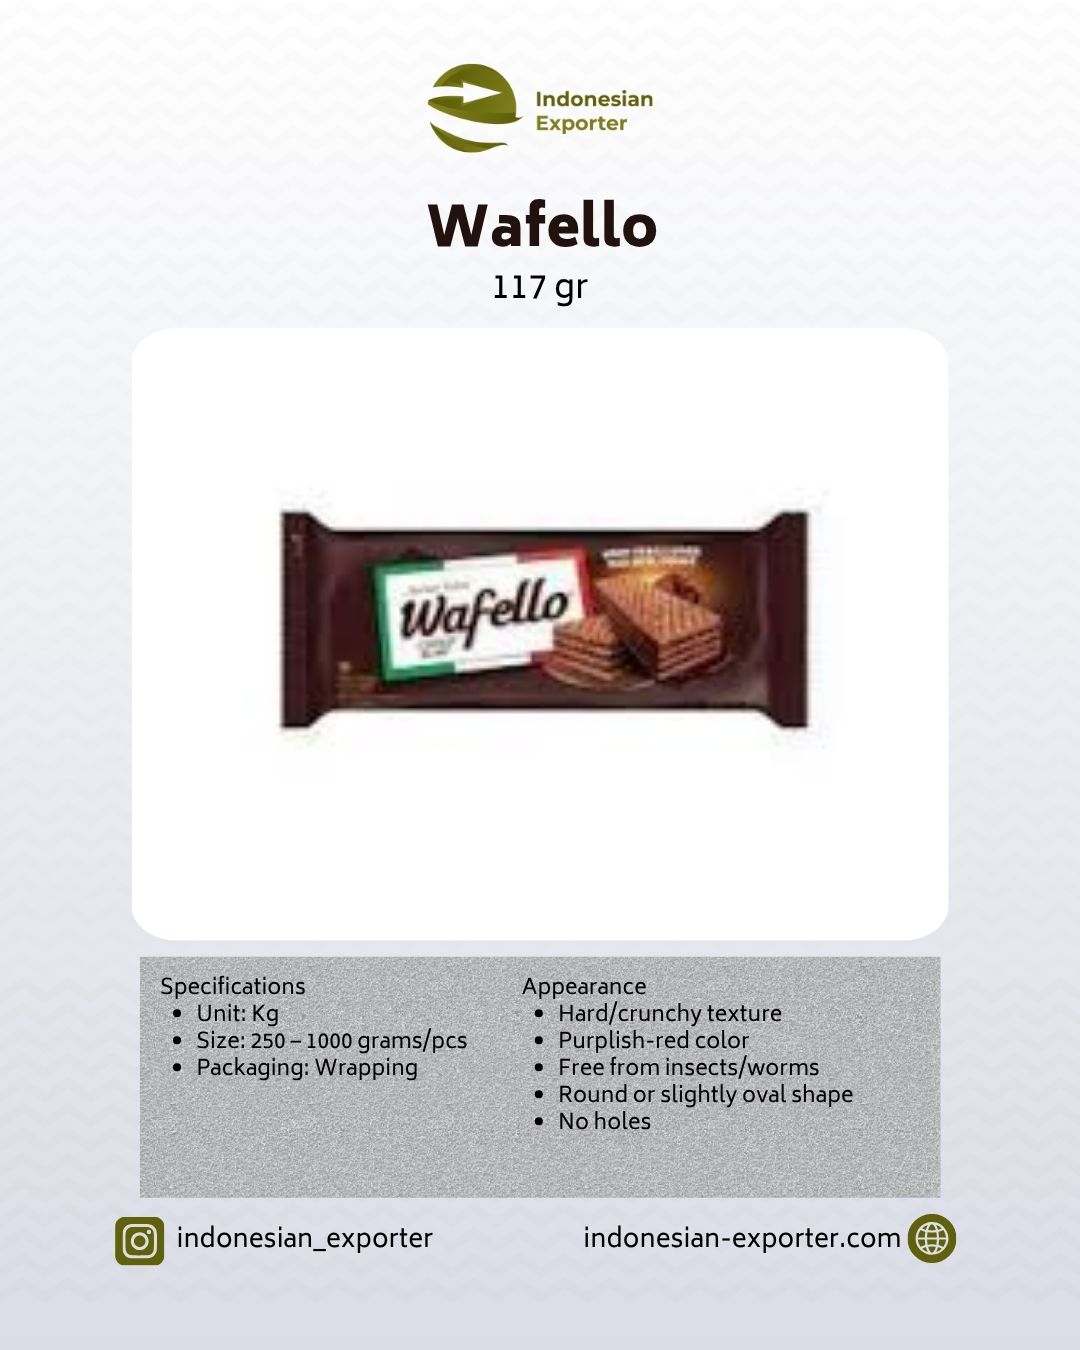 Indonesian
Exporter
Wafello
117 gr
Wafello
Specifications
• Unit: Kg
• Size: 250 – 1000 grams/pcs
• Packaging: Wrapping
Appearance
• Hard/crunchy texture
• Purplish-red color
• Free from insects/worms
• Round or slightly oval shape
• No holes
indonesian_exporter
indonesian-exporter.com